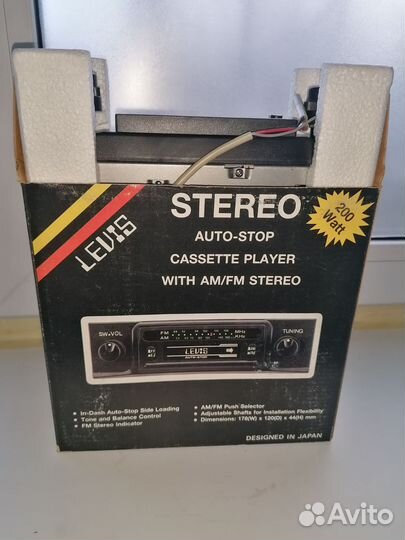 LEVIS
STEREO
200
Watt
AUTO-STOP
CASSETTE PLAYER
WITH AM/FM STEREO
SW•VOL
FM
MHz
TUNING
AM
KHz
LEVIS
AUTO-STOP
• In-Dash Auto-Stop Side Loading
• Tone and Balance Control
• FM Stereo Indicator
• AM/FM Push Selector
• Adjustable Shafts for Installation Flexibility
• Dimensions: 178(W) x 120(D) x 44(H) mm
DESIGNED IN JAPAN
Avito